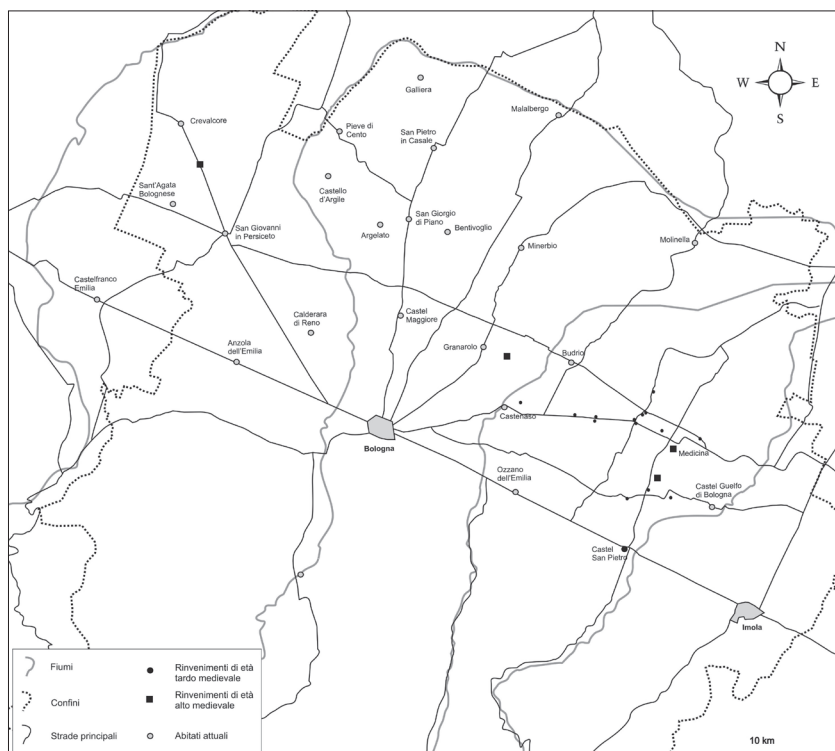 N
W E
S
Galliera
Malalbergo
Crevalcore
Pieve di
Cento
San Pietro
in Casale
Sant'Agata
Bolognese
Castello
d'Argile
San Giorgio
di Piano
Bentivoglio
Argelato
San Giovanni
in Persiceto
Minerbio
Molinella
Castelfranco
Emilia
Calderara
di Reno
Castel
Maggiore
Anzola
dell'Emilia
Granarolo
Budrio
Castenaso
Bologna
Medicina
Ozzano
dell'Emilia
Castel Guelfo
di Bologna
Castel
San Pietro
Imola
Fiumi
Confini
Strade principali
Rinvenimenti di età
tardo medievale
Rinvenimenti di età
alto medievale
Abitati attuali
10 km